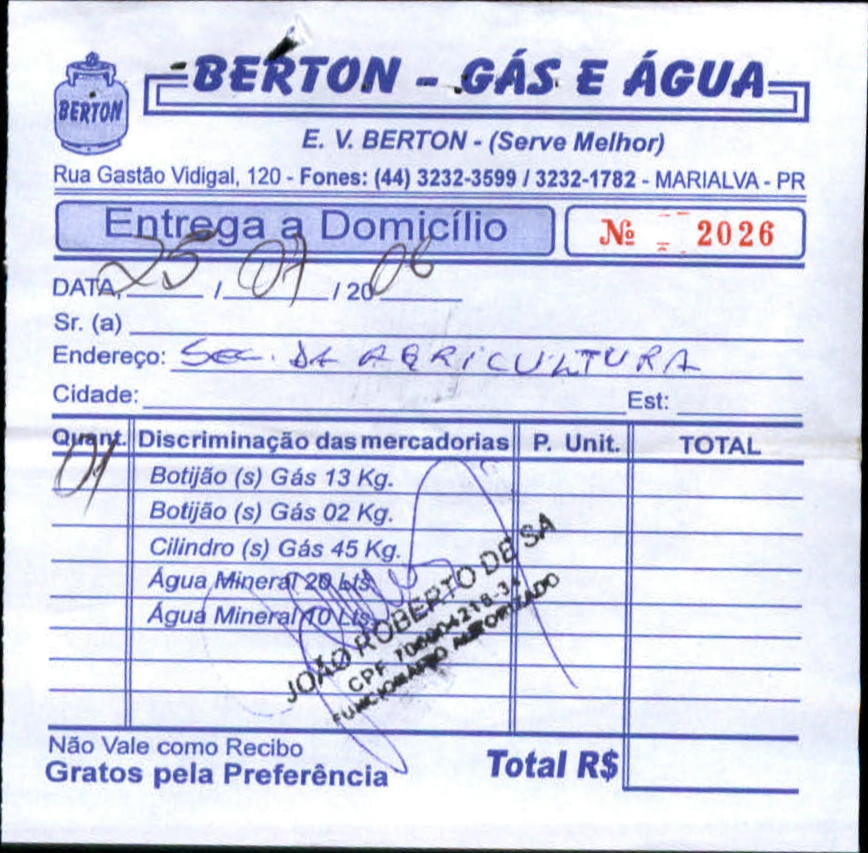 BERTON
BERTON - GÁS E ÁGUA
E. V. BERTON - (Serve Melhor)
Rua Gastão Vidigal, 120 - Fones: (44) 3232-3599 / 3232-1782 - MARIALVA - PR
Entrega a Domicílio
Nº 2026
DATA, 25 / 07 / 2006
Sr. (a)
Endereço: Sec. DA AGRICULTURA
Cidade: Est:
Quant. Discriminação das mercadorias P. Unit. TOTAL
01 Botijão (s) Gás 13 Kg.
Botijão (s) Gás 02 Kg.
Cilindro (s) Gás 45 Kg.
Água Mineral 20 Lts.
Água Mineral 10 Lts.
JOÃO ROBERTO DE SA
CPF
FUNCIONARIO AUTORIZADO
Não Vale como Recibo
Gratos pela Preferência
Total R$